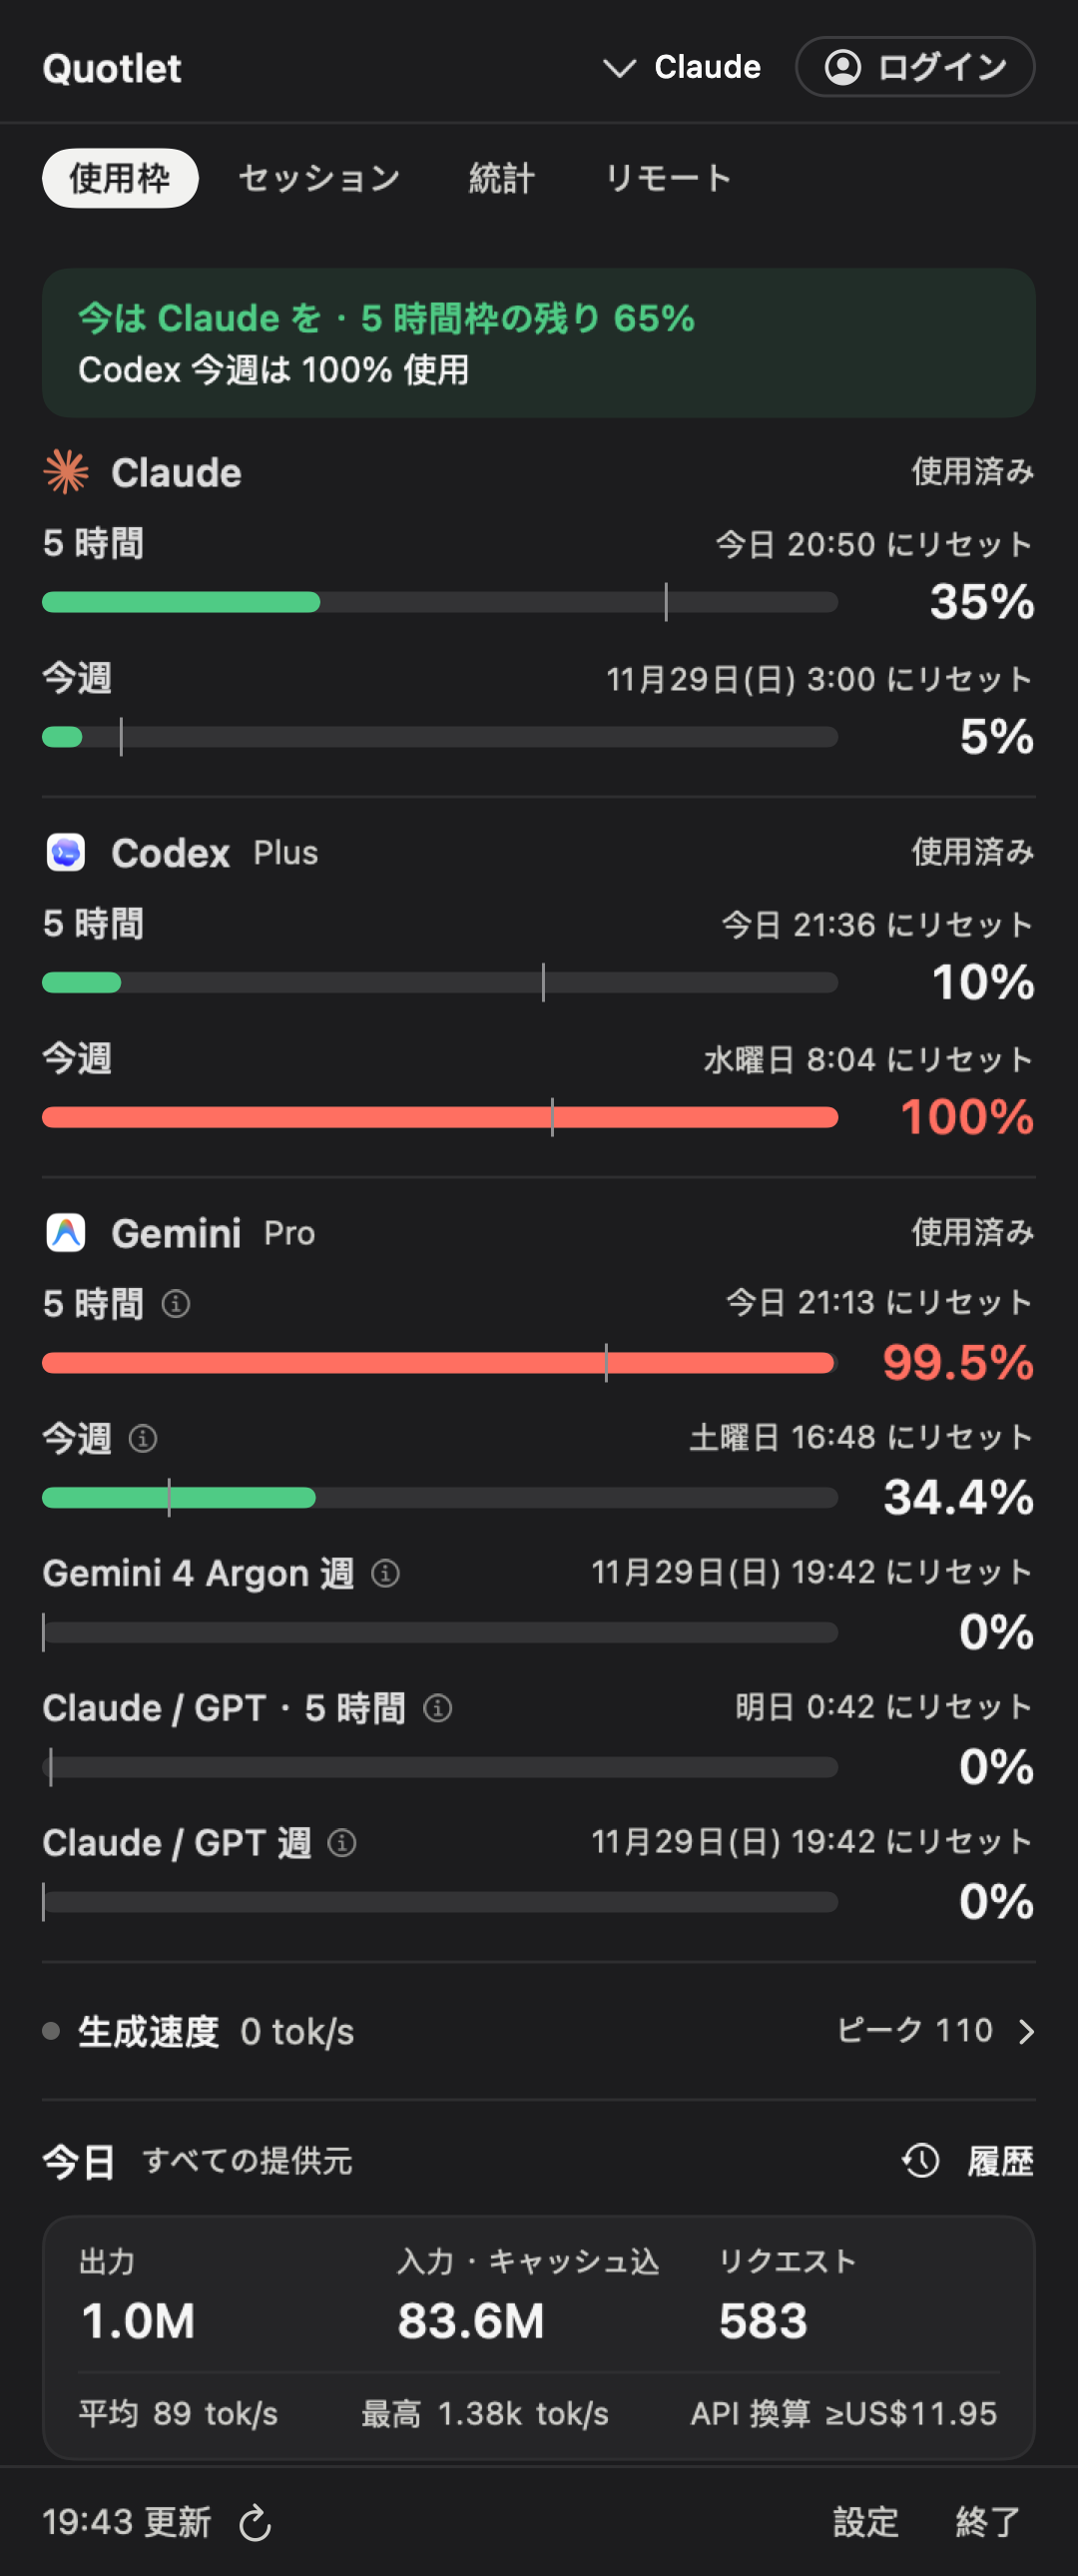 Quotlet
Claude
ログイン
使用枠 セッション 統計 リモート
今は Claude を · 5 時間枠の残り 65%
Codex 今週は 100% 使用
Claude 使用済み
5 時間 今日 20:50 にリセット
35%
今週 11月29日(日) 3:00 にリセット
5%
Codex Plus 使用済み
5 時間 今日 21:36 にリセット
10%
今週 水曜日 8:04 にリセット
100%
Gemini Pro 使用済み
5 時間 今日 21:13 にリセット
99.5%
今週 土曜日 16:48 にリセット
34.4%
Gemini 4 Argon 週 11月29日(日) 19:42 にリセット
0%
Claude / GPT · 5 時間 明日 0:42 にリセット
0%
Claude / GPT 週 11月29日(日) 19:42 にリセット
0%
生成速度 0 tok/s ピーク 110
今日 すべての提供元 履歴
出力 入力 · キャッシュ込 リクエスト
1.0M 83.6M 583
平均 89 tok/s 最高 1.38k tok/s API 換算 ≥US$11.95
19:43 更新 設定 終了